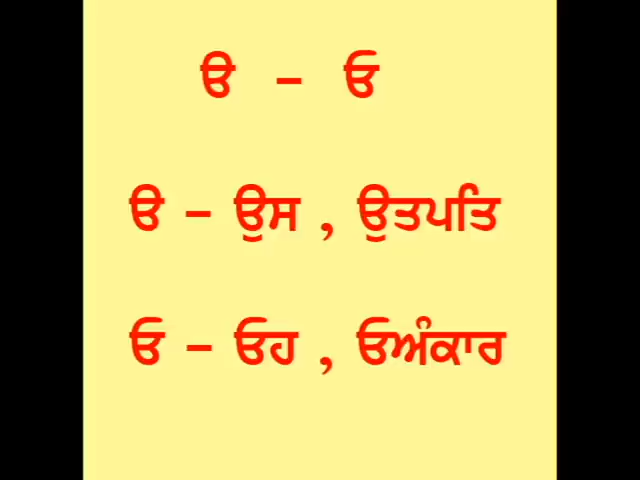 ੳ - ਓ
ੳ - ਉਸ , ਉਤਪਤਿ
ਓ - ਓਹ , ਓਅੰਕਾਰ